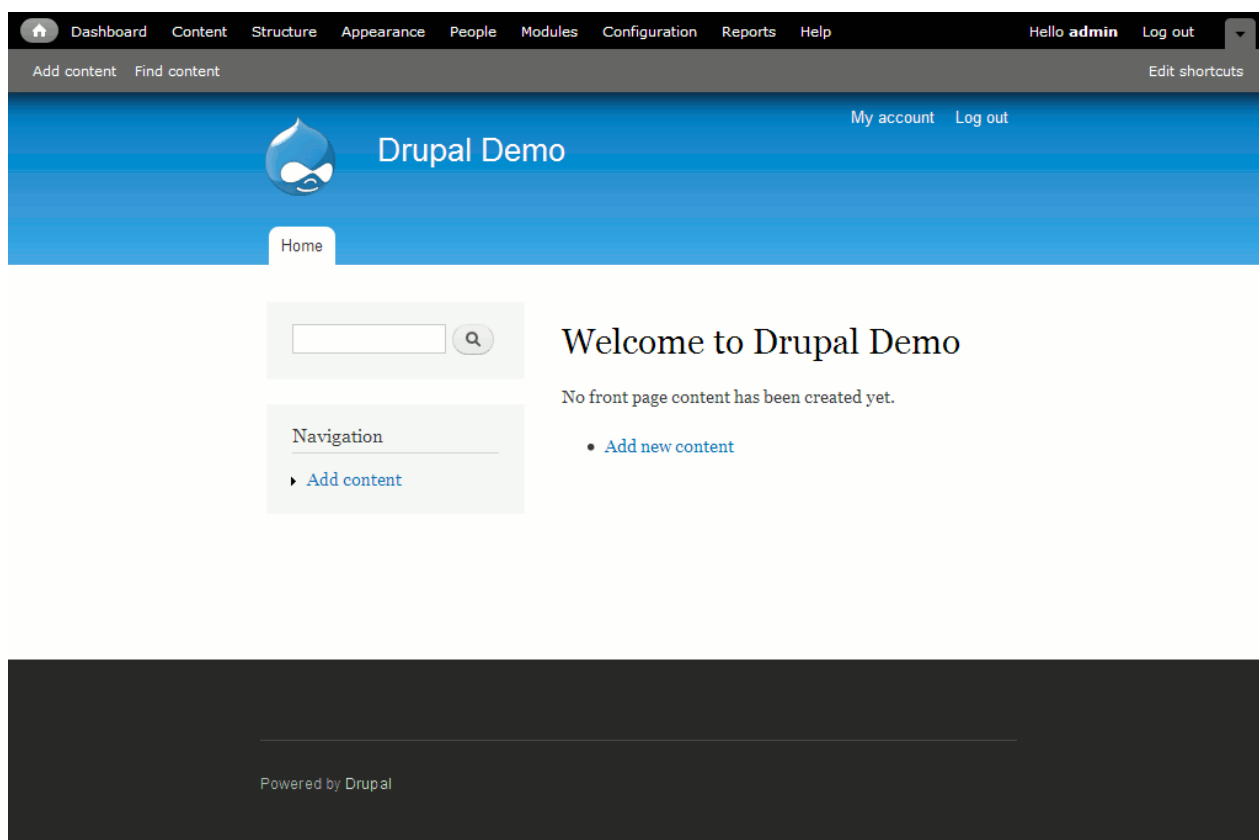 Dashboard Content Structure Appearance People Modules Configuration Reports Help Hello admin Log out
Add content Find content Edit shortcuts
My account Log out
Drupal Demo
Home
Welcome to Drupal Demo
No front page content has been created yet.
Add new content
Navigation
Add content
Powered by Drupal